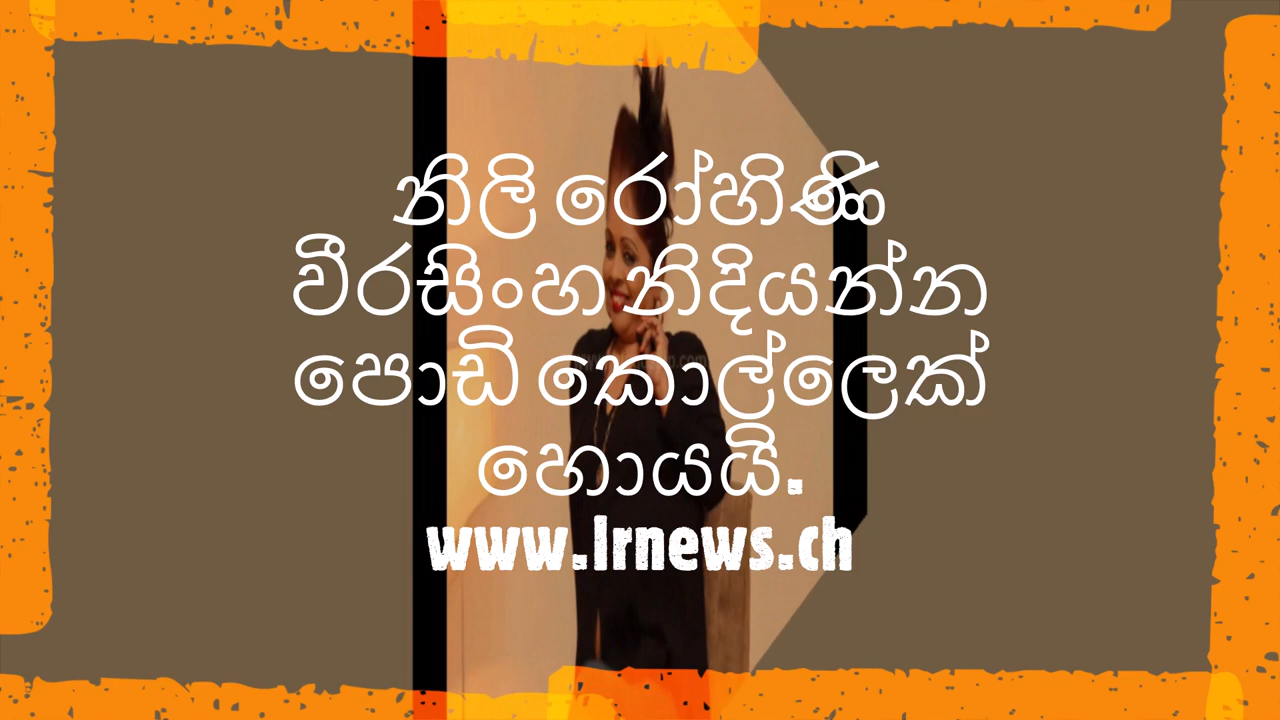 නිලි රෝහිණි
වීරසිංහ නිදියන්න
පොඩි කොල්ලෙක්
හොයයි.
www.lrnews.ch